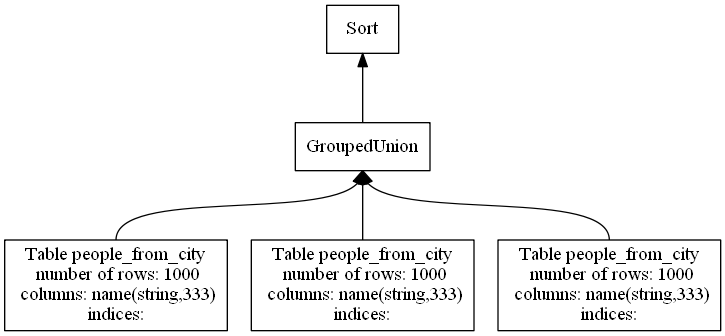 Sort
GroupedUnion
Table people_from_city
number of rows: 1000
columns: name(string,333)
indices:
Table people_from_city
number of rows: 1000
columns: name(string,333)
indices:
Table people_from_city
number of rows: 1000
columns: name(string,333)
indices: